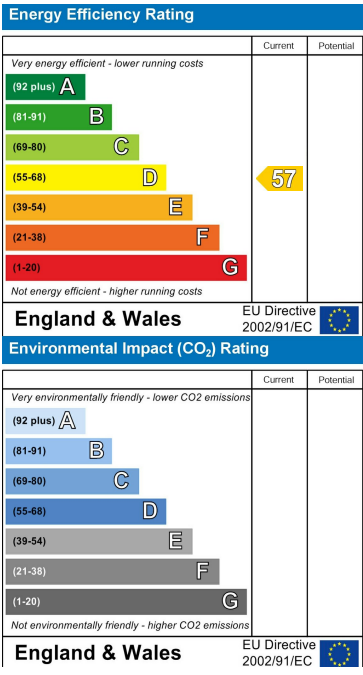 Energy Efficiency Rating
Current Potential
Very energy efficient - lower running costs
(92 plus) A
(81-91) B
(69-80) C
(55-68) D
57
(39-54) E
(21-38) F
(1-20) G
Not energy efficient - higher running costs
England & Wales
EU Directive
2002/91/EC
Environmental Impact (CO₂) Rating
Current Potential
Very environmentally friendly - lower CO2 emissions
(92 plus) A
(81-91) B
(69-80) C
(55-68) D
(39-54) E
(21-38) F
(1-20) G
Not environmentally friendly - higher CO2 emissions
England & Wales
EU Directive
2002/91/EC